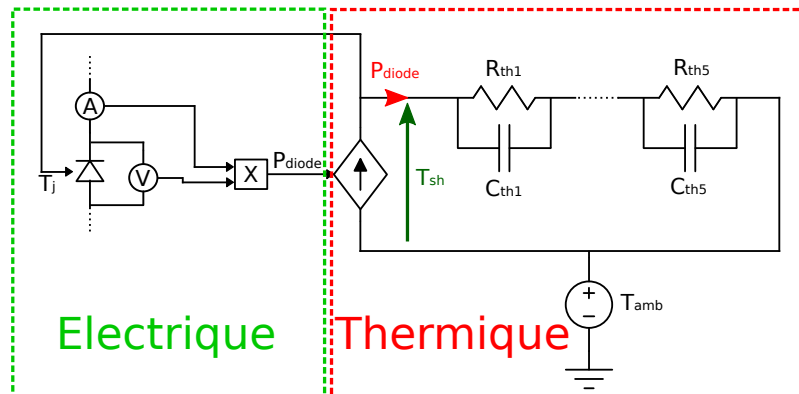 Pdiode
Rth1
Rth5
A
Pdiode
X
V
Tj
Tsh
Cth1
Cth5
+
−
Tamb
Electrique
Thermique